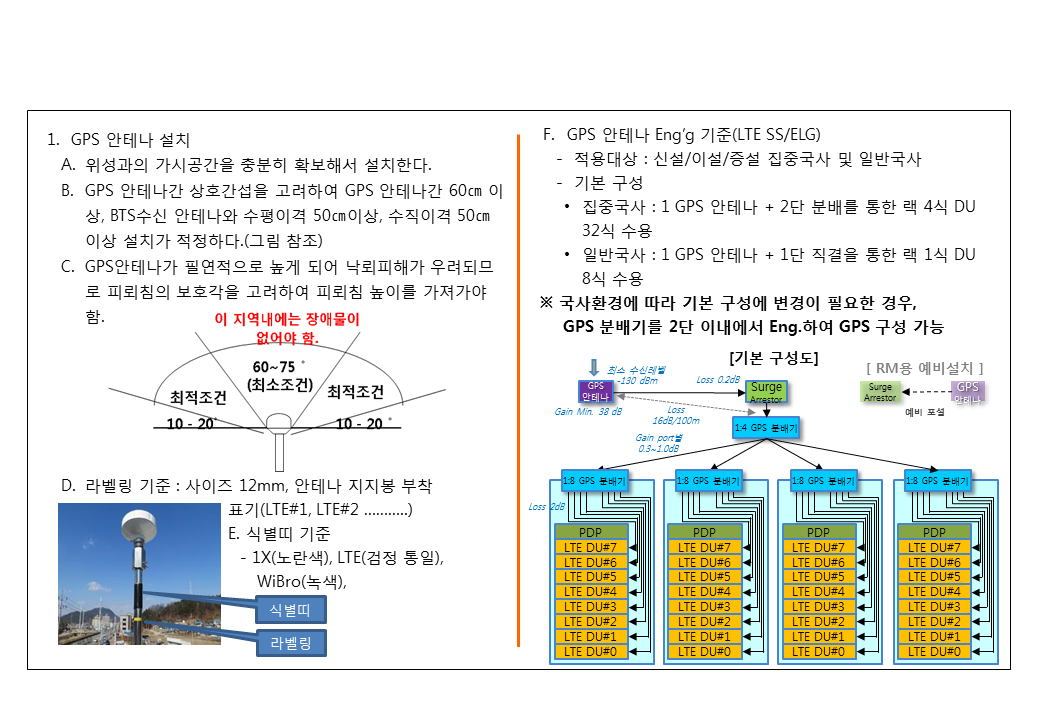 1. GPS 안테나 설치
A. 위성과의 가시공간을 충분히 확보해서 설치한다.
B. GPS 안테나간 상호간섭을 고려하여 GPS 안테나간 60㎝ 이
상, BTS수신 안테나와 수평이격 50㎝이상, 수직이격 50㎝
이상 설치가 적정하다.(그림 참조)
C. GPS안테나가 필연적으로 높게 되어 낙뢰피해가 우려되므
로 피뢰침의 보호각을 고려하여 피뢰침 높이를 가져가야
함.
이 지역내에는 장애물이
없어야 함.
60~75 °
(최소조건)
최적조건
최적조건
10 - 20°
10 - 20 °
D. 라벨링 기준 : 사이즈 12mm, 안테나 지지봉 부착
표기(LTE#1, LTE#2 ...........)
E. 식별띠 기준
- 1X(노란색), LTE(검정 통일),
WiBro(녹색),
식별띠
라벨링
F. GPS 안테나 Eng’g 기준(LTE SS/ELG)
- 적용대상 : 신설/이설/증설 집중국사 및 일반국사
- 기본 구성
• 집중국사 : 1 GPS 안테나 + 2단 분배를 통한 랙 4식 DU
32식 수용
• 일반국사 : 1 GPS 안테나 + 1단 직결을 통한 랙 1식 DU
8식 수용
※ 국사환경에 따라 기본 구성에 변경이 필요한 경우,
GPS 분배기를 2단 이내에서 Eng.하여 GPS 구성 가능
[기본 구성도]
[ RM용 예비설치 ]
최소 수신레벨
-130 dBm
GPS
안테나
Gain Min. 38 dB
Loss 0.2dB
Loss
16dB/100m
Surge
Arrestor
Surge
Arrestor
GPS
안테나
예비 포설
1:4 GPS 분배기
Gain port별
0.3~1.0dB
1:8 GPS 분배기
1:8 GPS 분배기
1:8 GPS 분배기
1:8 GPS 분배기
Loss 2dB
PDP
LTE DU#7
LTE DU#6
LTE DU#5
LTE DU#4
LTE DU#3
LTE DU#2
LTE DU#1
LTE DU#0
PDP
LTE DU#7
LTE DU#6
LTE DU#5
LTE DU#4
LTE DU#3
LTE DU#2
LTE DU#1
LTE DU#0
PDP
LTE DU#7
LTE DU#6
LTE DU#5
LTE DU#4
LTE DU#3
LTE DU#2
LTE DU#1
LTE DU#0
PDP
LTE DU#7
LTE DU#6
LTE DU#5
LTE DU#4
LTE DU#3
LTE DU#2
LTE DU#1
LTE DU#0